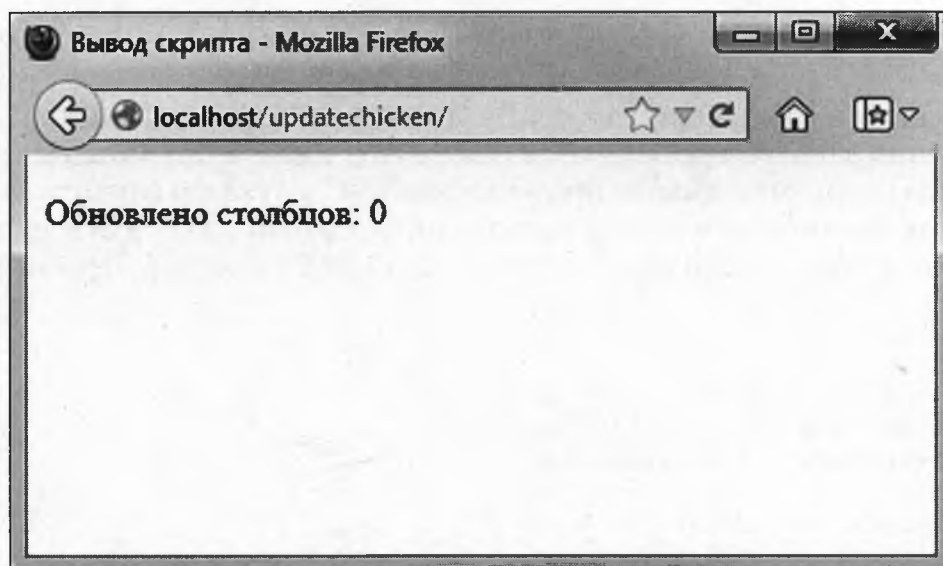 Вывод скрипта - Mozilla Firefox
localhost/updatechicken/
Обновлено столбцов: 0